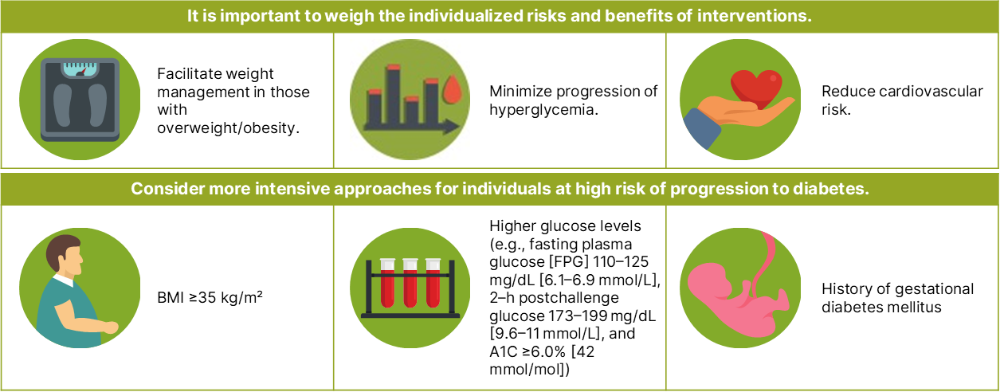 It is important to weigh the individualized risks and benefits of interventions.
Facilitate weight
management in those
with
overweight/obesity.
Minimize progression of
hyperglycemia.
Reduce cardiovascular
risk.
Consider more intensive approaches for individuals at high risk of progression to diabetes.
BMI ≥35 kg/m²
Higher glucose levels
(e.g., fasting plasma
glucose [FPG] 110–125
mg/dL [6.1–6.9 mmol/L],
2–h postchallenge
glucose 173–199 mg/dL
[9.6–11 mmol/L], and
A1C ≥6.0% [42
mmol/mol])
History of gestational
diabetes mellitus